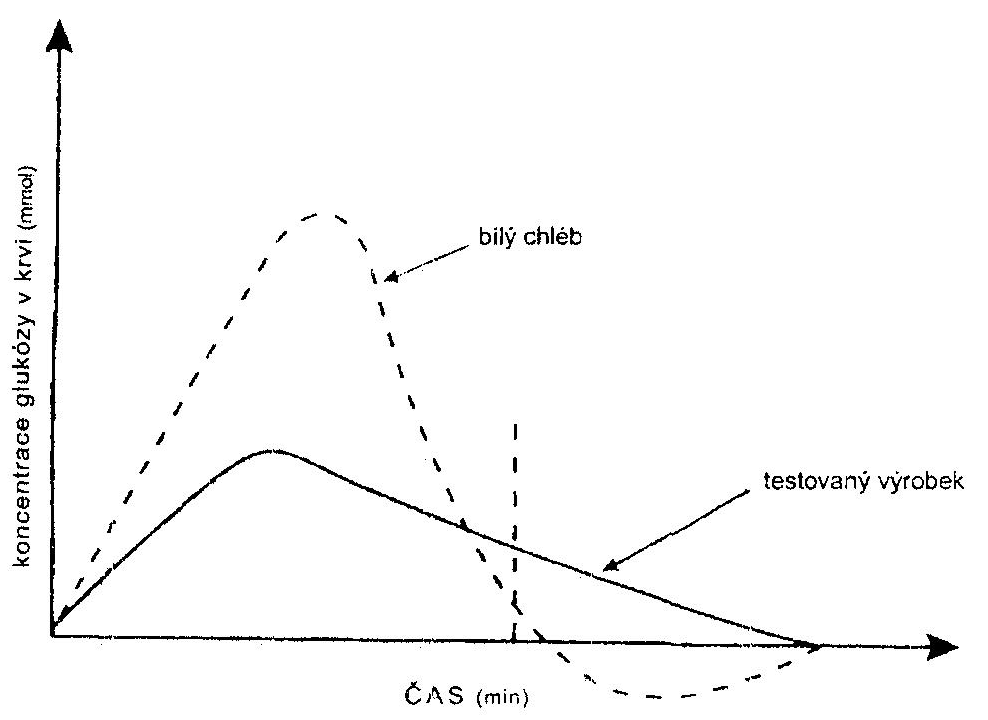 koncentrace glukózy v krvi (mmol)
bílý chléb
testovaný výrobek
ČAS (min)